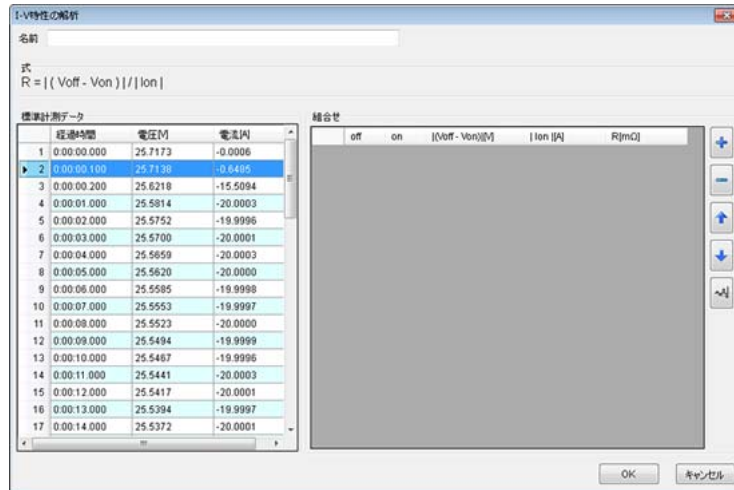 I-V特性の解析
名前
式
R = | ( Voff - Von ) | / | Ion |
標準計測データ
組合せ
経過時間 電圧[V] 電流[A]
off on |(Voff - Von)|[V] | Ion |[A] R[mΩ]
1 0:00:00.000 25.7173 -0.0006
2 0:00:00.100 25.7138 -0.6485
3 0:00:00.200 25.6218 -15.5094
4 0:00:01.000 25.5814 -20.0003
5 0:00:02.000 25.5752 -19.9996
6 0:00:03.000 25.5700 -20.0001
7 0:00:04.000 25.5659 -20.0003
8 0:00:05.000 25.5620 -20.0000
9 0:00:06.000 25.5585 -19.9998
10 0:00:07.000 25.5553 -19.9997
11 0:00:08.000 25.5523 -20.0000
12 0:00:09.000 25.5494 -19.9999
13 0:00:10.000 25.5467 -19.9996
14 0:00:11.000 25.5441 -20.0003
15 0:00:12.000 25.5417 -20.0001
16 0:00:13.000 25.5394 -19.9997
17 0:00:14.000 25.5372 -20.0001
OK キャンセル